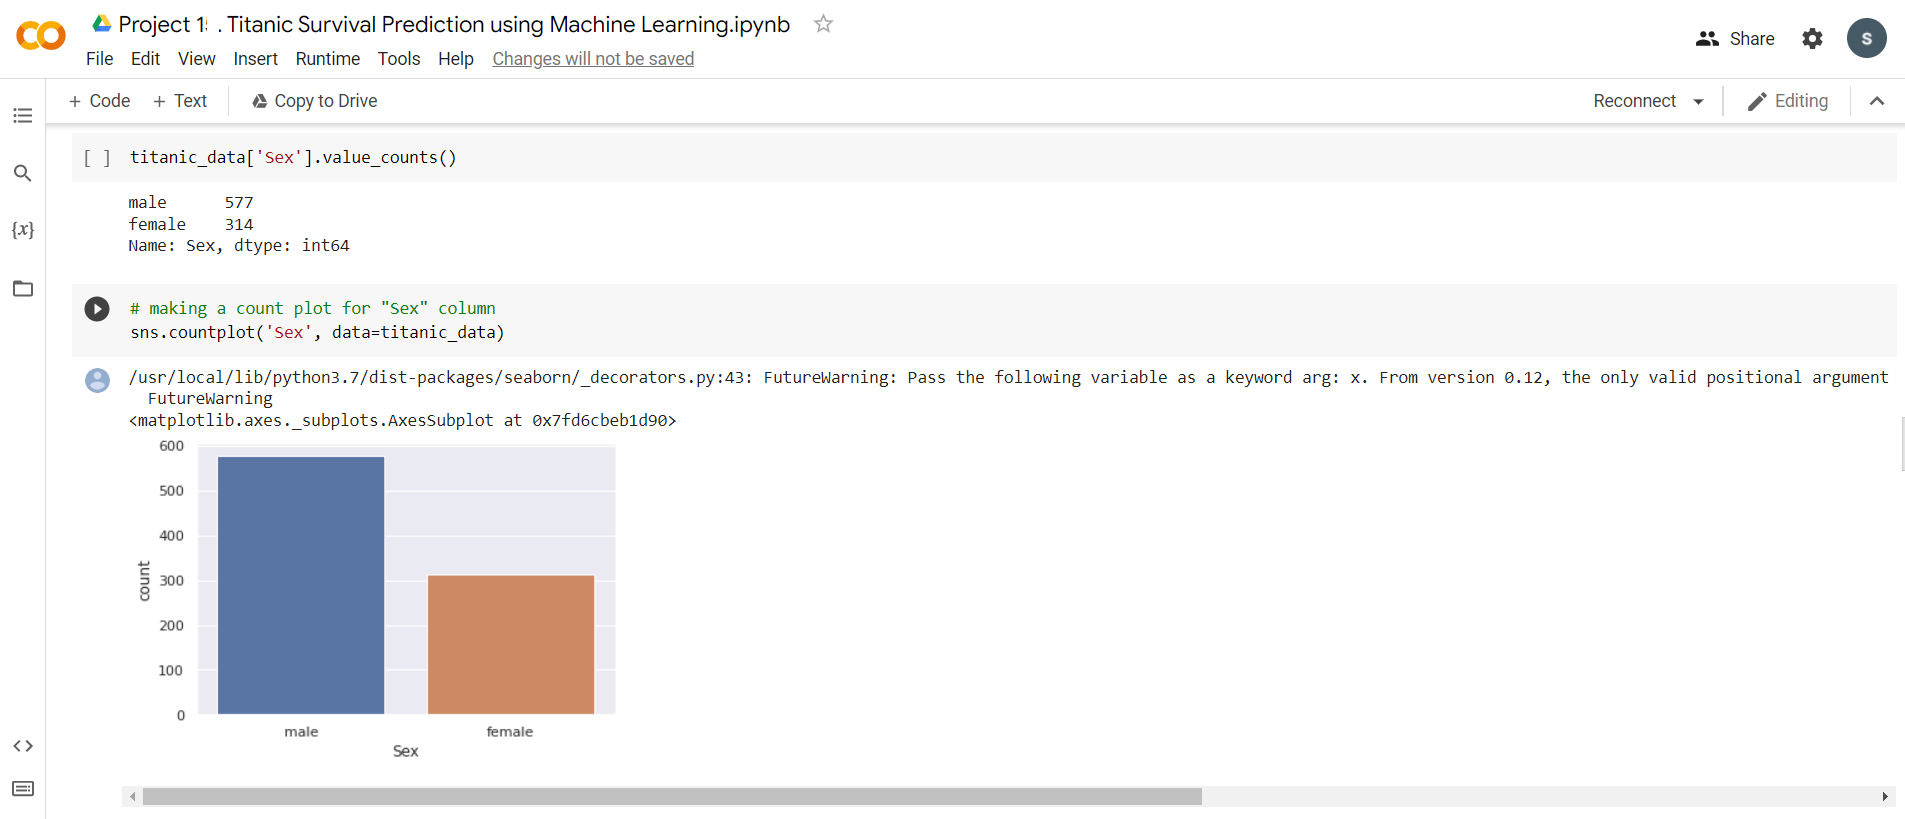 Project 15 . Titanic Survival Prediction using Machine Learning.ipynb
File Edit View Insert Runtime Tools Help Changes will not be saved
Share
S
+ Code + Text Copy to Drive
Reconnect Editing
[ ] titanic_data['Sex'].value_counts()
male 577
female 314
Name: Sex, dtype: int64
{x}
# making a count plot for "Sex" column
sns.countplot('Sex', data=titanic_data)
/usr/local/lib/python3.7/dist-packages/seaborn/_decorators.py:43: FutureWarning: Pass the following variable as a keyword arg: x. From version 0.12, the only valid positional argument
FutureWarning
<matplotlib.axes._subplots.AxesSubplot at 0x7fd6cbeb1d90>
600
500
400
300
200
100
0
count
male female
Sex